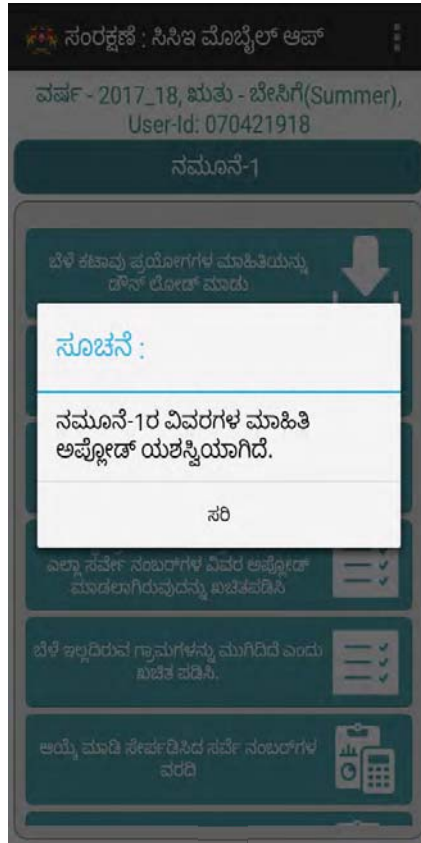 ಸಂರಕ್ಷಣೆ : ಸಿಸಿಇ ಮೊಬೈಲ್ ಆಪ್
ವರ್ಷ - 2017_18, ಋತು - ಬೇಸಿಗೆ(Summer),
User-Id: 070421918
ನಮೂನೆ-1
ಬೆಳೆ ಕಟಾವು ಪ್ರಯೋಗಗಳ ಮಾಹಿತಿಯನ್ನು
ಡೌನ್ ಲೋಡ್ ಮಾಡು
ಸೂಚನೆ :
ನಮೂನೆ-1ರ ವಿವರಗಳ ಮಾಹಿತಿ
ಅಪ್ಲೋಡ್ ಯಶಸ್ವಿಯಾಗಿದೆ.
ಸರಿ
ಎಲ್ಲಾ ಸರ್ವೇ ನಂಬರ್‌ಗಳ ವಿವರ ಅಪ್ಲೋಡ್
ಮಾಡಲಾಗಿರುವುದನ್ನು ಖಚಿತಪಡಿಸಿ
ಬೆಳೆ ಇಲ್ಲದಿರುವ ಗ್ರಾಮಗಳನ್ನು ಮುಗಿದಿದೆ ಎಂದು
ಖಚಿತ ಪಡಿಸಿ.
ಆಯ್ಕೆ ಮಾಡಿ ಸೇರ್ಪಡಿಸಿದ ಸರ್ವೆ ನಂಬರ್‌ಗಳ
ವರದಿ